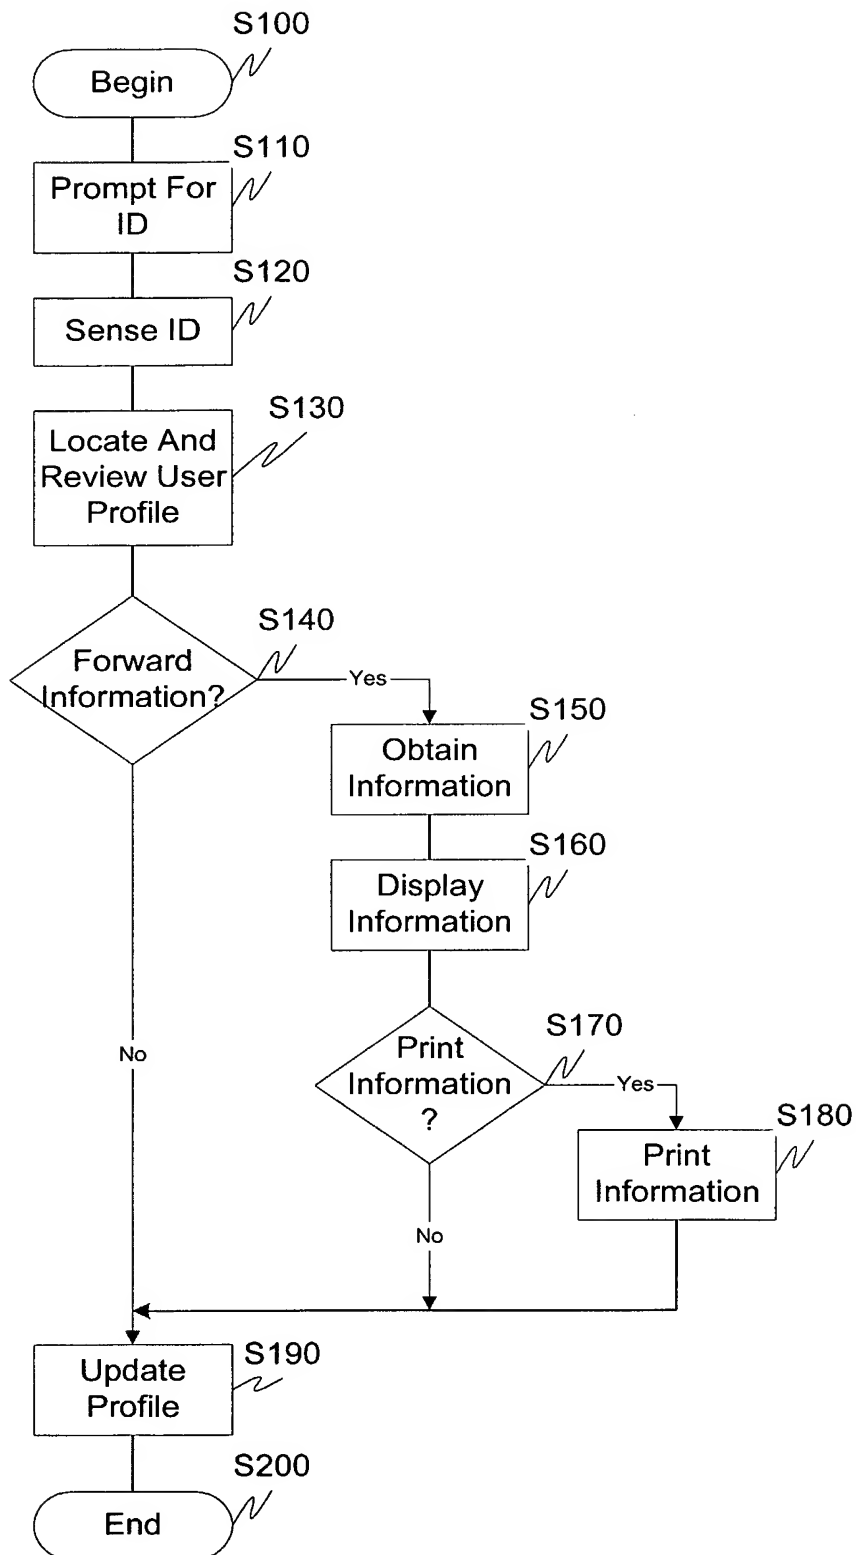 S100
Begin
S110
Prompt For
ID
S120
Sense ID
S130
Locate And
Review User
Profile
S140
Forward
Information?
Yes
S150
Obtain
Information
S160
Display
Information
No
S170
Print
Information
?
Yes
S180
Print
Information
No
S190
Update
Profile
S200
End